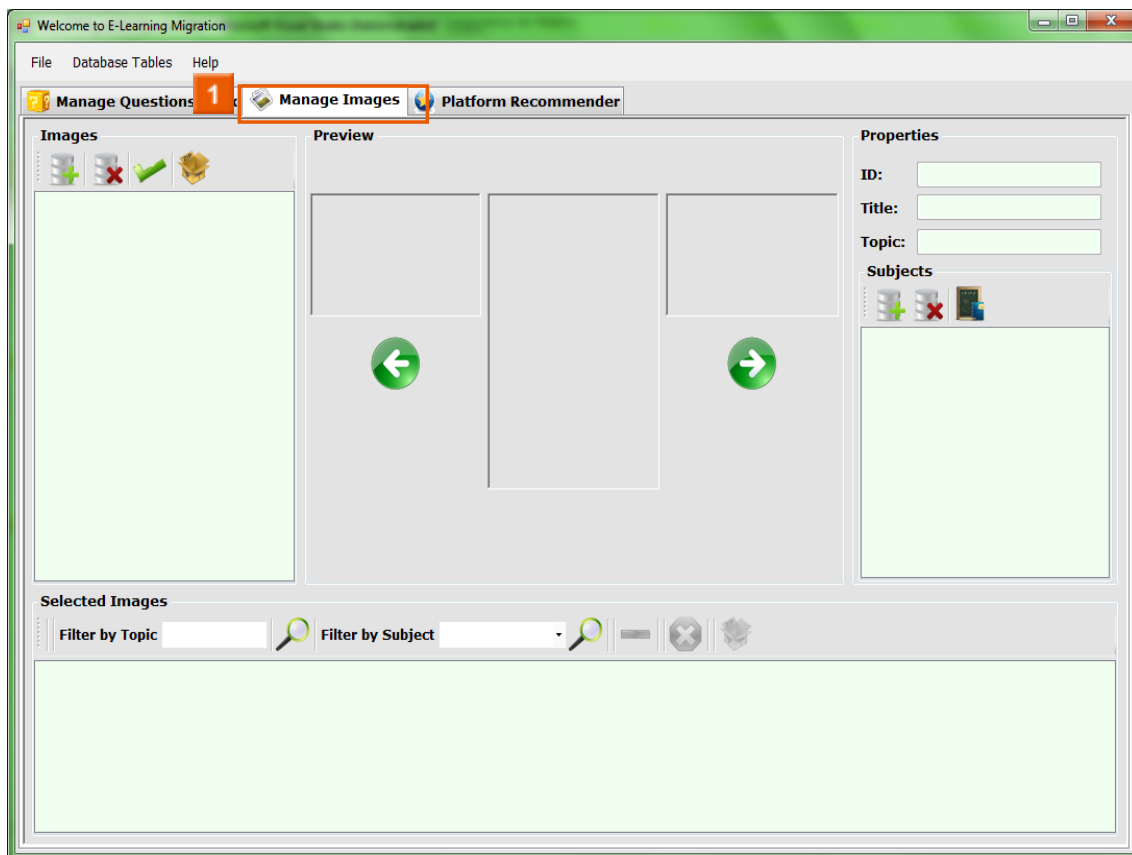 Welcome to E-Learning Migration
File Database Tables Help
1
Manage Questions
Manage Images
Platform Recommender
Images
Preview
Properties
ID:
Title:
Topic:
Subjects
Selected Images
Filter by Topic
Filter by Subject